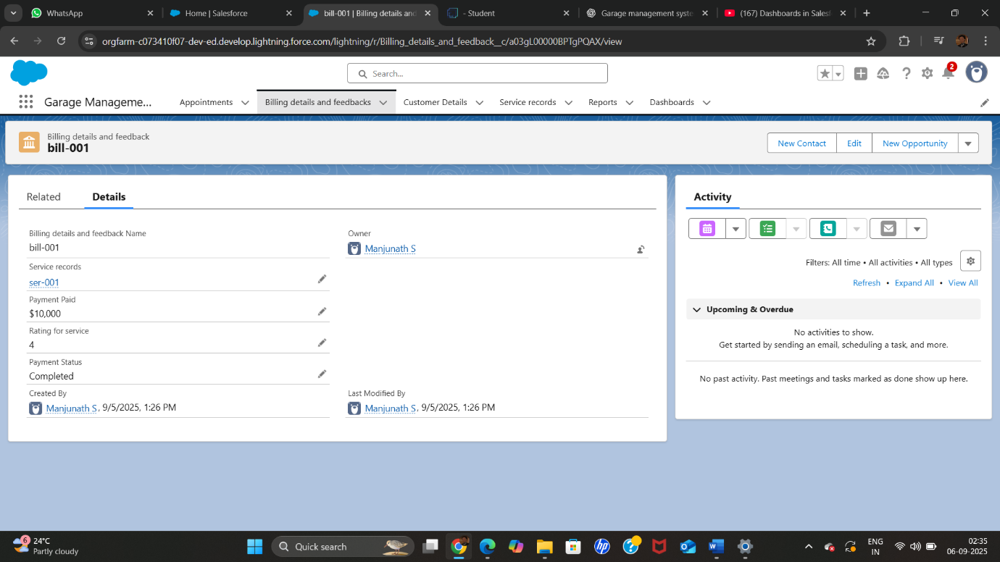 WhatsApp
Home | Salesforce
bill-001 | Billing details and
- Student
Garage management syste
(167) Dashboards in Sales
orgfarm-c073410f07-dev-ed.develop.lightning.force.com/lightning/r/Billing_details_and_feedback__c/a03gL00000BPTgPQAX/view
Search...
2
Garage Manageme...
Appointments
Billing details and feedbacks
Customer Details
Service records
Reports
Dashboards
Billing details and feedback
bill-001
New Contact
Edit
New Opportunity
Related
Details
Billing details and feedback Name
bill-001
Owner
Manjunath S
Service records
ser-001
Payment Paid
$10,000
Rating for service
4
Payment Status
Completed
Created By
Manjunath S, 9/5/2025, 1:26 PM
Last Modified By
Manjunath S, 9/5/2025, 1:26 PM
Activity
Filters: All time • All activities • All types
Refresh • Expand All • View All
Upcoming & Overdue
No activities to show.
Get started by sending an email, scheduling a task, and more.
No past activity. Past meetings and tasks marked as done show up here.
6
24°C
Partly cloudy
Quick search
hp
ENG
IN
02:35
06-09-2025